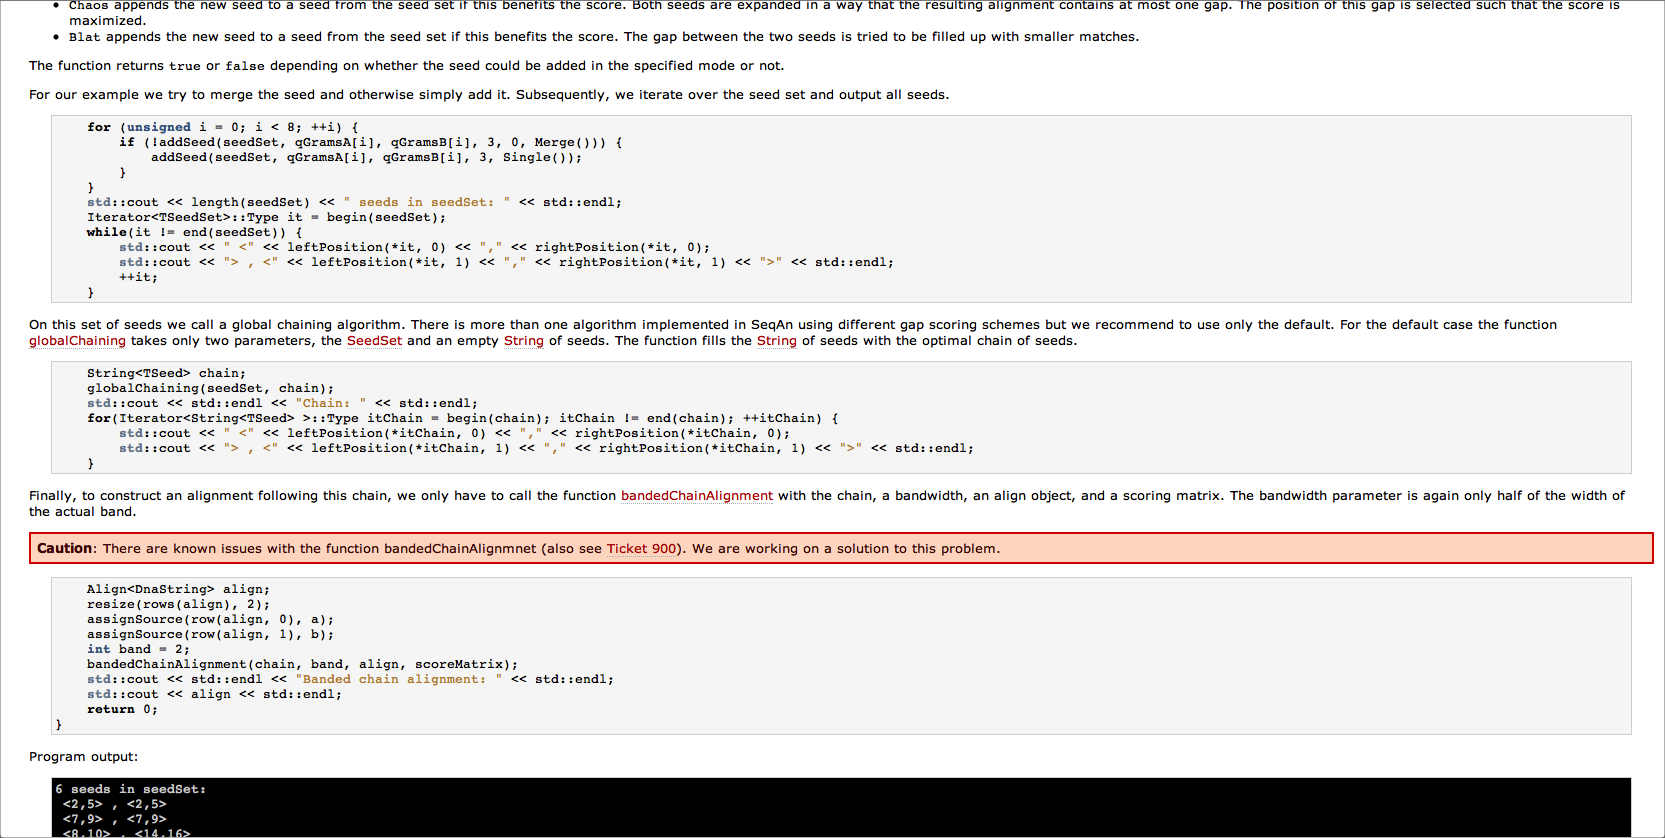 • Chaos appends the new seed to a seed from the seed set if this benefits the score. Both seeds are expanded in a way that the resulting alignment contains at most one gap. The position of this gap is selected such that the score is
maximized.
• Blat appends the new seed to a seed from the seed set if this benefits the score. The gap between the two seeds is tried to be filled up with smaller matches.
The function returns true or false depending on whether the seed could be added in the specified mode or not.
For our example we try to merge the seed and otherwise simply add it. Subsequently, we iterate over the seed set and output all seeds.
    for (unsigned i = 0; i < 8; ++i) {
        if (!addSeed(seedSet, qGramsA[i], qGramsB[i], 3, 0, Merge())) {
            addSeed(seedSet, qGramsA[i], qGramsB[i], 3, Single());
        }
    }
    std::cout << length(seedSet) << " seeds in seedSet: " << std::endl;
    Iterator<TSeedSet>::Type it = begin(seedSet);
    while(it != end(seedSet)) {
        std::cout << " <" << leftPosition(*it, 0) << "," << rightPosition(*it, 0);
        std::cout << "> , <" << leftPosition(*it, 1) << "," << rightPosition(*it, 1) << ">" << std::endl;
        ++it;
    }
On this set of seeds we call a global chaining algorithm. There is more than one algorithm implemented in SeqAn using different gap scoring schemes but we recommend to use only the default. For the default case the function
globalChaining takes only two parameters, the SeedSet and an empty String of seeds. The function fills the String of seeds with the optimal chain of seeds.
    String<TSeed> chain;
    globalChaining(seedSet, chain);
    std::cout << std::endl << "Chain: " << std::endl;
    for(Iterator<String<TSeed> >::Type itChain = begin(chain); itChain != end(chain); ++itChain) {
        std::cout << " <" << leftPosition(*itChain, 0) << "," << rightPosition(*itChain, 0);
        std::cout << "> , <" << leftPosition(*itChain, 1) << "," << rightPosition(*itChain, 1) << ">" << std::endl;
    }
Finally, to construct an alignment following this chain, we only have to call the function bandedChainAlignment with the chain, a bandwidth, an align object, and a scoring matrix. The bandwidth parameter is again only half of the width of
the actual band.
Caution: There are known issues with the function bandedChainAlignmnet (also see Ticket 900). We are working on a solution to this problem.
    Align<DnaString> align;
    resize(rows(align), 2);
    assignSource(row(align, 0), a);
    assignSource(row(align, 1), b);
    int band = 2;
    bandedChainAlignment(chain, band, align, scoreMatrix);
    std::cout << std::endl << "Banded chain alignment: " << std::endl;
    std::cout << align << std::endl;
    return 0;
}
Program output:
6 seeds in seedSet:
 <2,5> , <2,5>
 <7,9> , <7,9>
 <8,10> , <14,16>